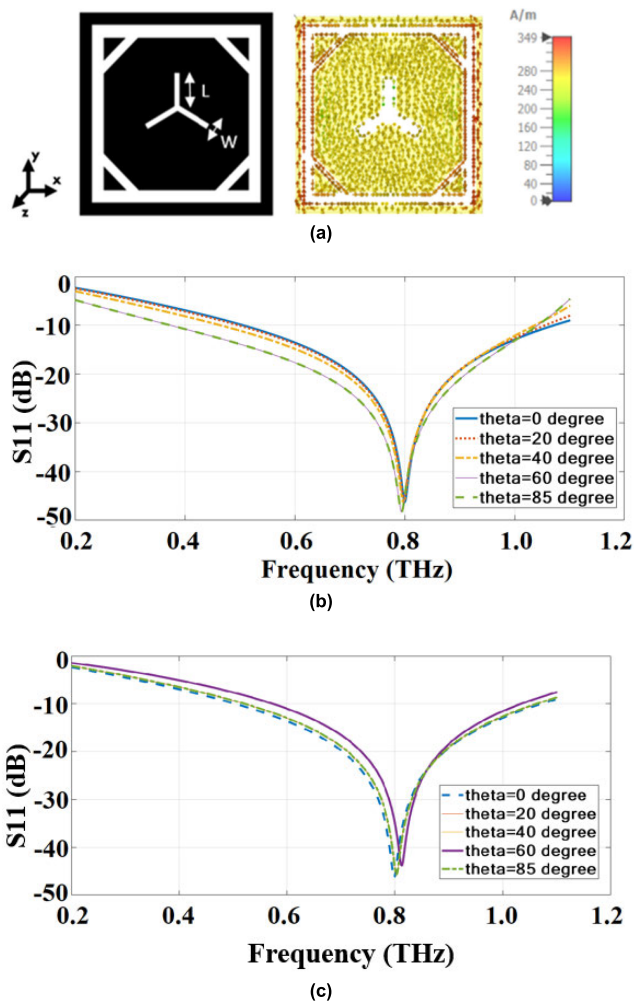 A/m
349
280
240
200
160
120
80
40
0
L
W
y
x
z
(a)
0
-10
-20
-30
-40
-50
S11 (dB)
theta=0 degree
theta=20 degree
theta=40 degree
theta=60 degree
theta=85 degree
0.2 0.4 0.6 0.8 1.0 1.2
Frequency (THz)
(b)
0
-10
-20
-30
-40
-50
S11 (dB)
theta=0 degree
theta=20 degree
theta=40 degree
theta=60 degree
theta=85 degree
0.2 0.4 0.6 0.8 1.0 1.2
Frequency (THz)
(c)